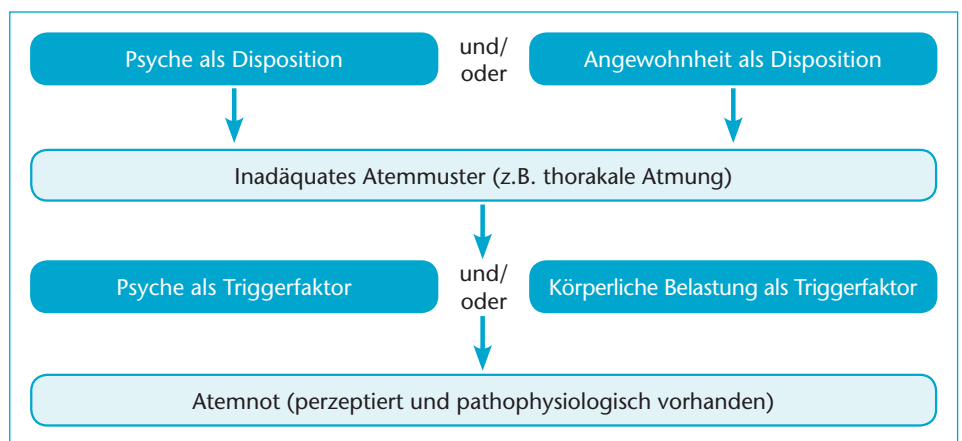 Psyche als Disposition
und/
oder
Angewohnheit als Disposition
Inadäquates Atemmuster (z.B. thorakale Atmung)
Psyche als Triggerfaktor
und/
oder
Körperliche Belastung als Triggerfaktor
Atemnot (perzeptiert und pathophysiologisch vorhanden)